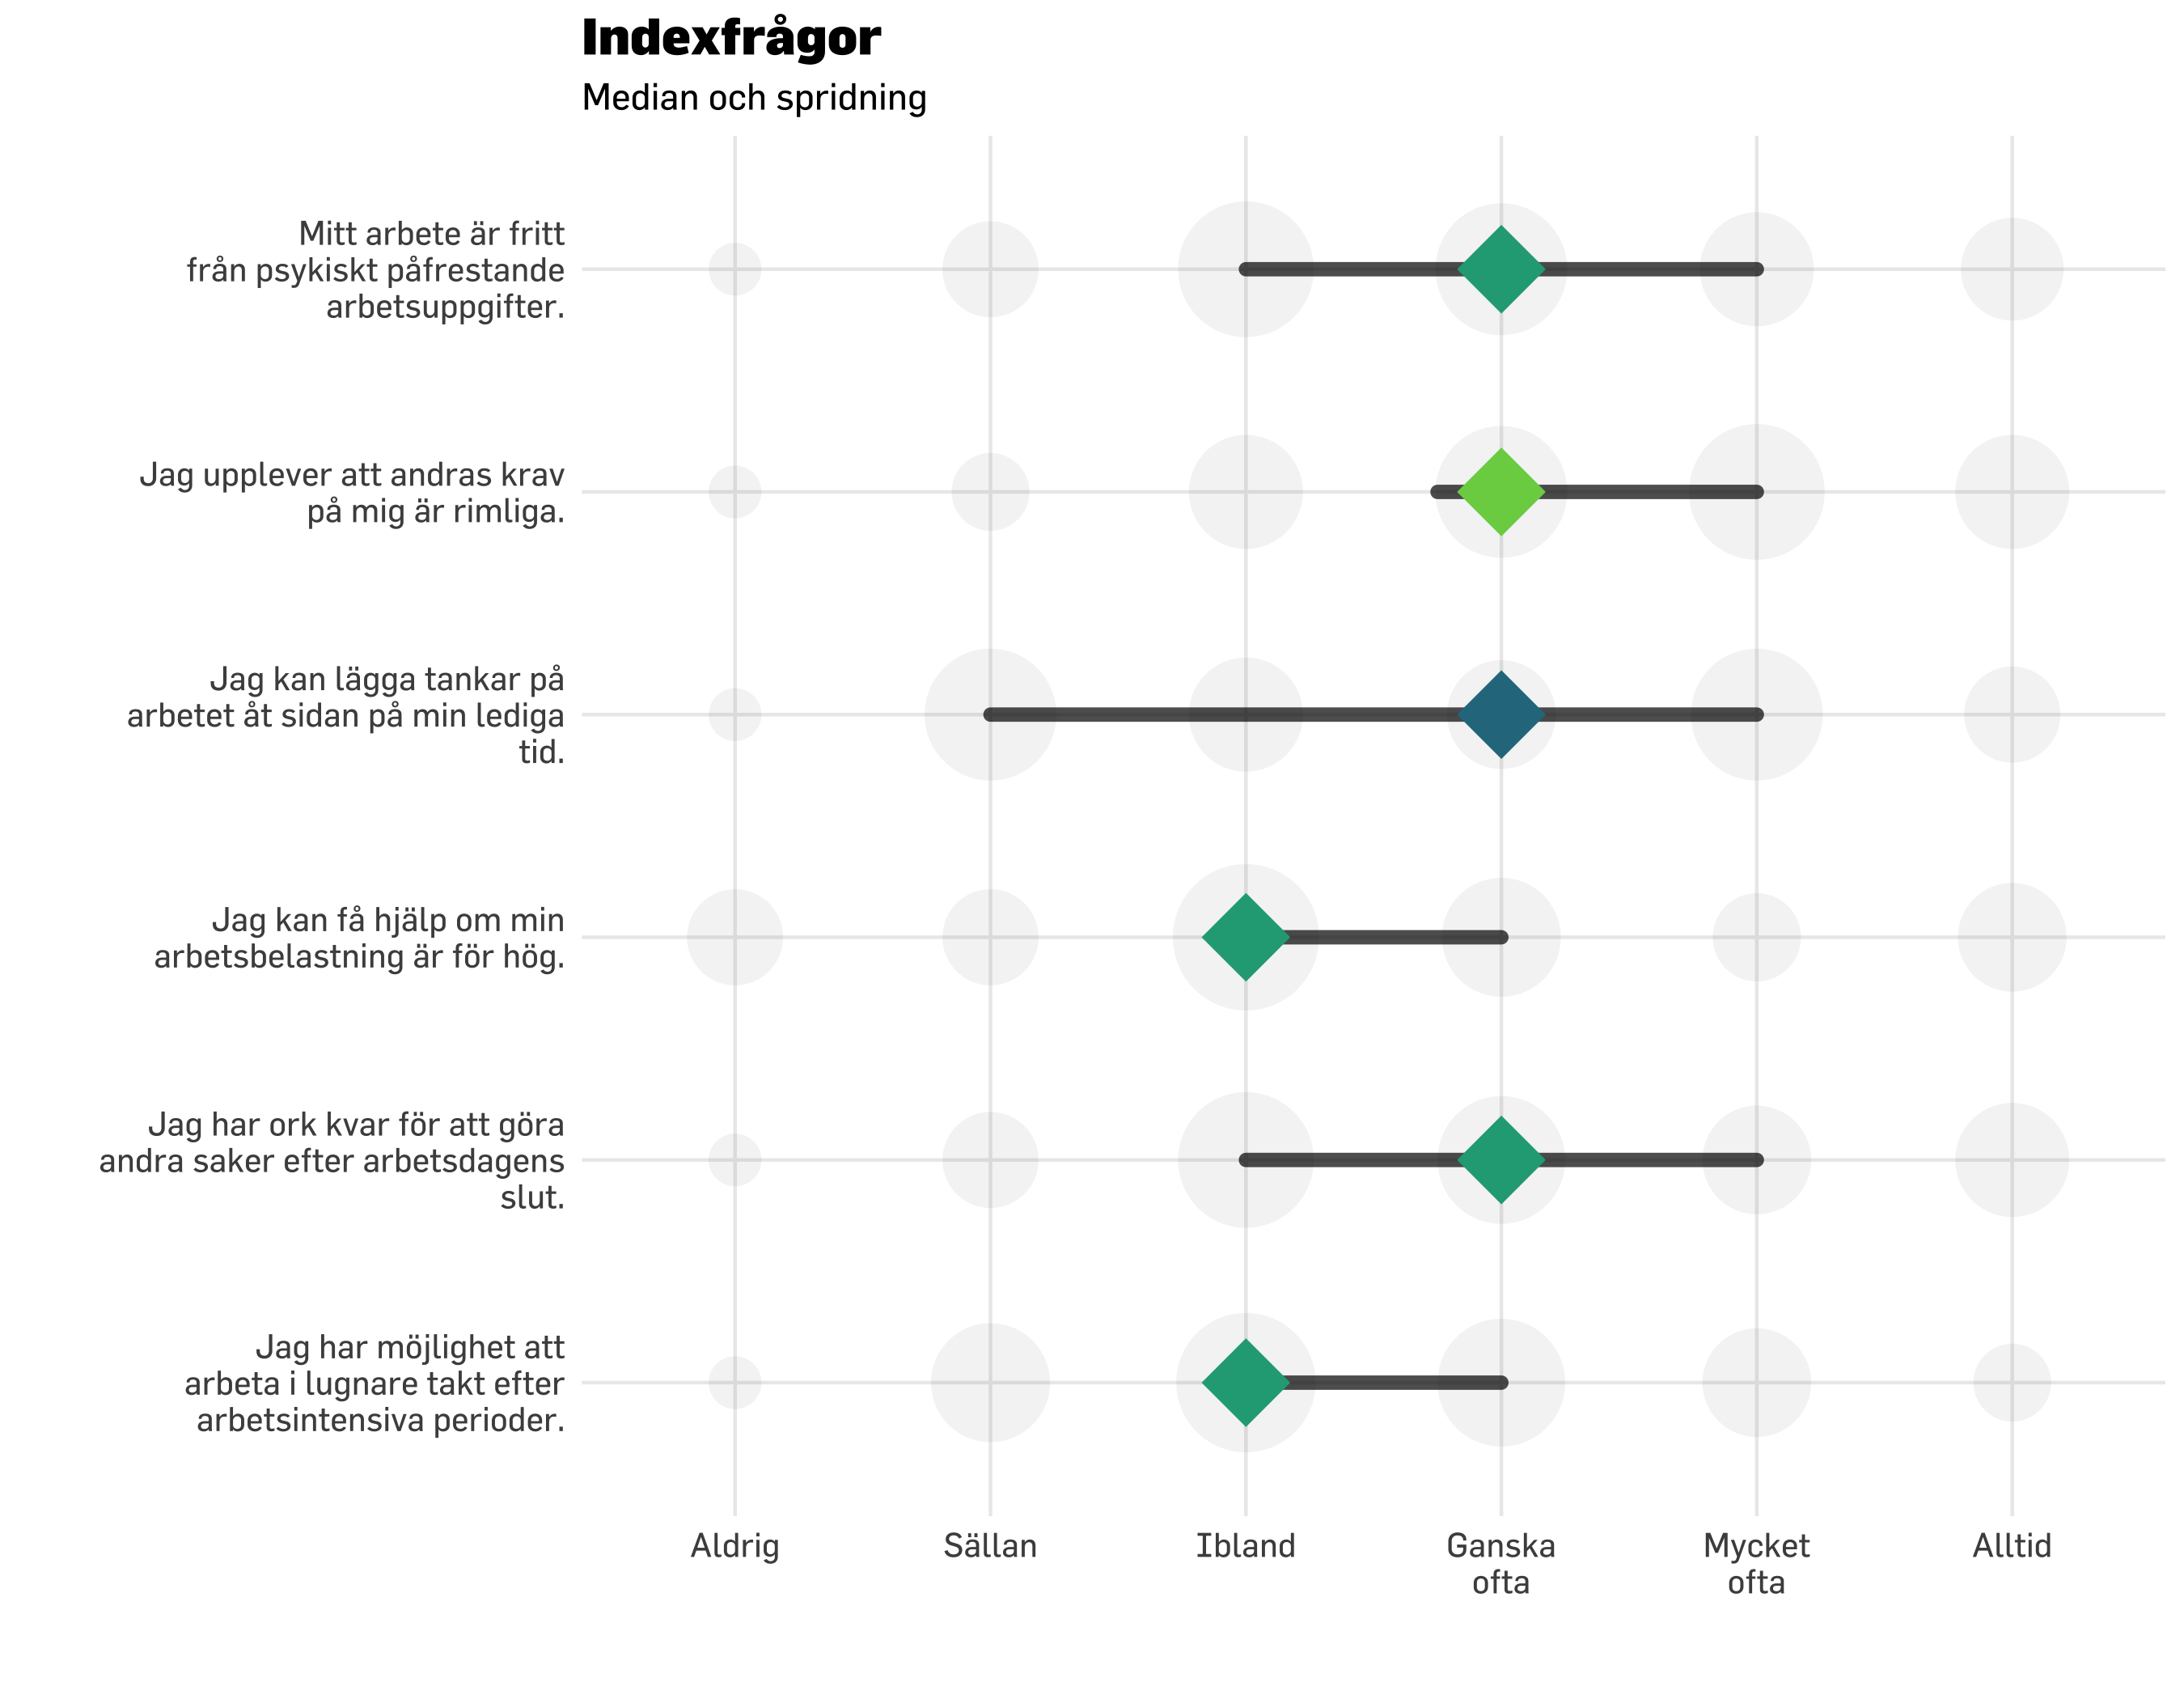 Indexfrågor
Median och spridning
Mitt arbete är fritt
från psykiskt påfrestande
arbetsuppgifter.
Jag upplever att andras krav
på mig är rimliga.
Jag kan lägga tankar på
arbetet åt sidan på min lediga
tid.
Jag kan få hjälp om min
arbetsbelastning är för hög.
Jag har ork kvar för att göra
andra saker efter arbetsdagens
slut.
Jag har möjlighet att
arbeta i lugnare takt efter
arbetsintensiva perioder.
Aldrig
Sällan
Ibland
Ganska
ofta
Mycket
ofta
Alltid